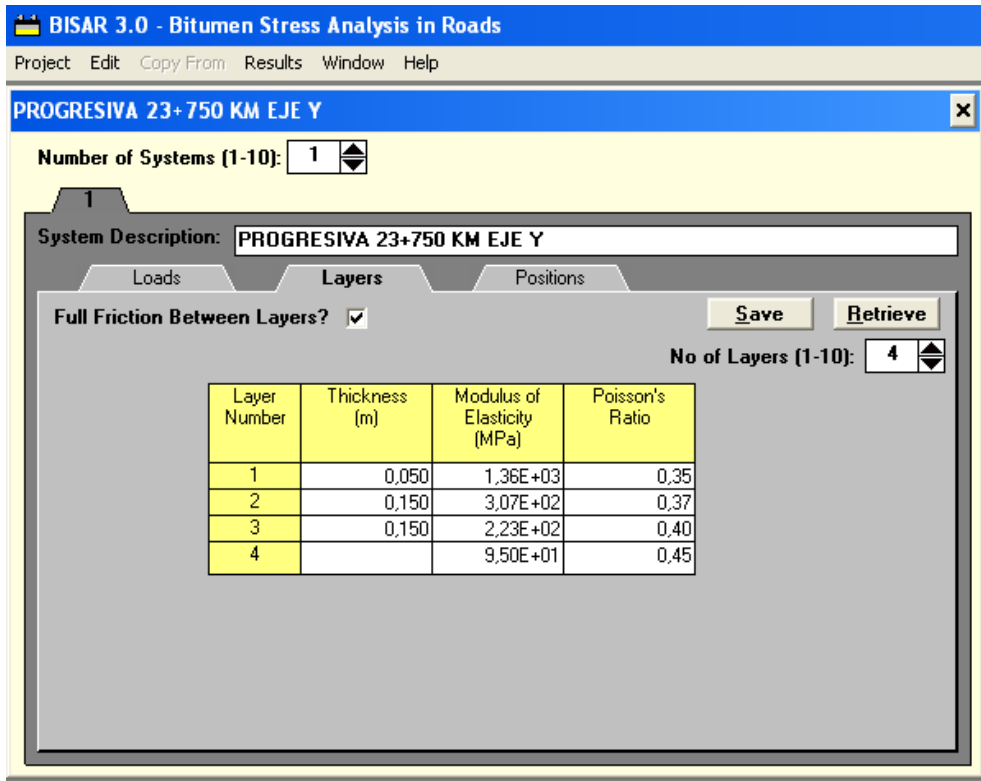 BISAR 3.0 - Bitumen Stress Analysis in Roads
Project Edit Copy From Results Window Help
PROGRESIVA 23+750 KM EJE Y
Number of Systems (1-10): 1
1
System Description: PROGRESIVA 23+750 KM EJE Y
Loads Layers Positions
Full Friction Between Layers? Save Retrieve
No of Layers (1-10): 4
Layer Number Thickness (m) Modulus of Elasticity (MPa) Poisson's Ratio
1 0,050 1,36E+03 0,35
2 0,150 3,07E+02 0,37
3 0,150 2,23E+02 0,40
4 9,50E+01 0,45